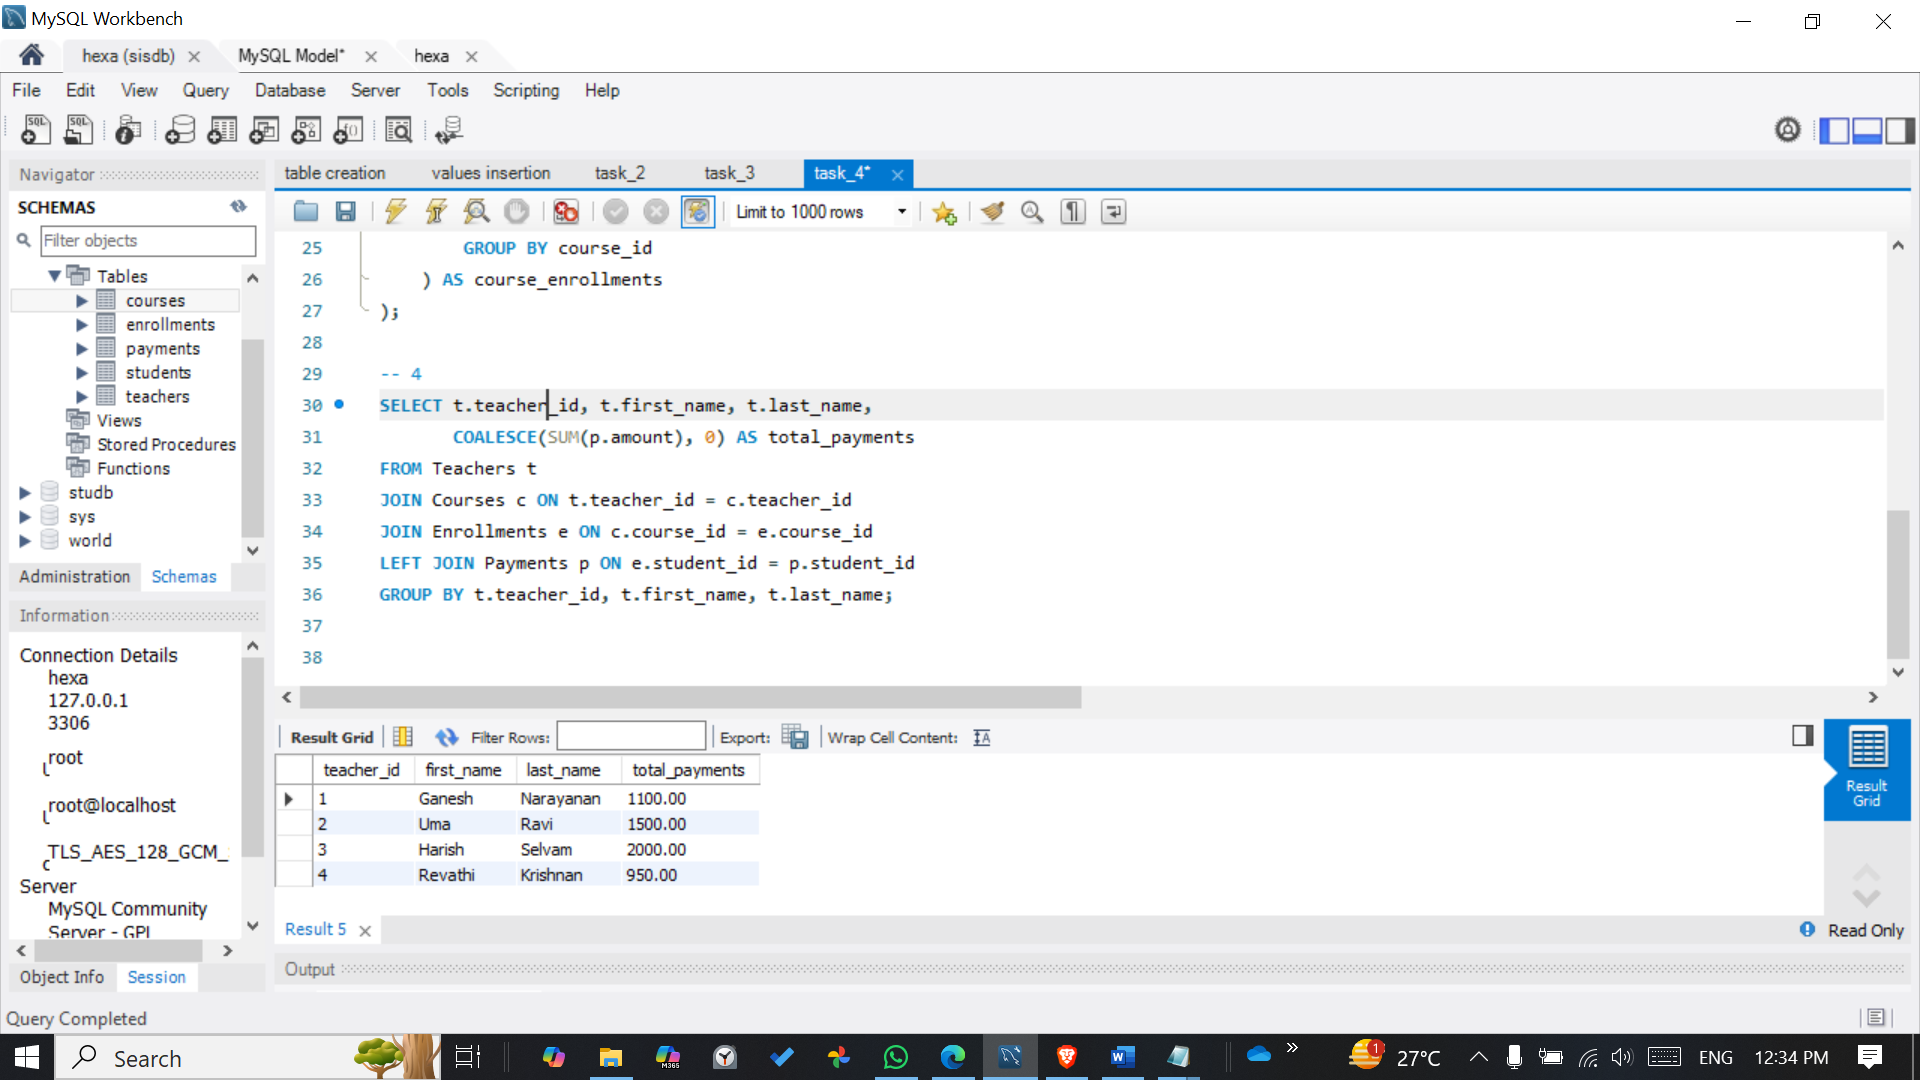 MySQL Workbench
hexa (sisdb)
MySQL Model*
hexa
File Edit View Query Database Server Tools Scripting Help
Navigator
SCHEMAS
Filter objects
Tables
courses
enrollments
payments
students
teachers
Views
Stored Procedures
Functions
studb
sys
world
Administration Schemas
Information
Connection Details
hexa
127.0.0.1
3306
root
root@localhost
TLS_AES_128_GCM_
Server
MySQL Community
Server - GPL
Object Info Session
table creation values insertion task_2 task_3 task_4*
Limit to 1000 rows
25 GROUP BY course_id
26 ) AS course_enrollments
27 );
28
29 -- 4
30 SELECT t.teacher_id, t.first_name, t.last_name,
31 COALESCE(SUM(p.amount), 0) AS total_payments
32 FROM Teachers t
33 JOIN Courses c ON t.teacher_id = c.teacher_id
34 JOIN Enrollments e ON c.course_id = e.course_id
35 LEFT JOIN Payments p ON e.student_id = p.student_id
36 GROUP BY t.teacher_id, t.first_name, t.last_name;
37
38
Result Grid Filter Rows: Export: Wrap Cell Content:
teacher_id first_name last_name total_payments
1 Ganesh Narayanan 1100.00
2 Uma Ravi 1500.00
3 Harish Selvam 2000.00
4 Revathi Krishnan 950.00
Result Grid
Result 5
Read Only
Output
Query Completed
Search
27°C
ENG
12:34 PM